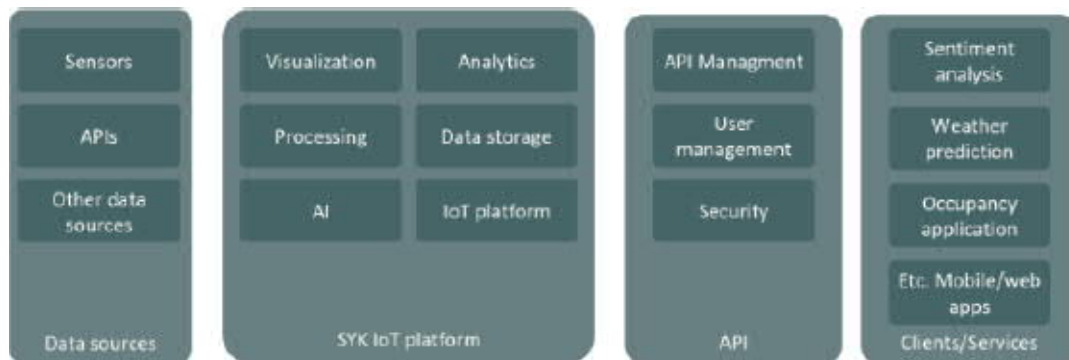 Sensors
APIs
Other data
sources
Data sources
Visualization
Analytics
Processing
Data storage
AI
IoT platform
SYK IoT platform
API Managment
User
management
Security
API
Sentiment
analysis
Weather
prediction
Occupancy
application
Etc. Mobile/web
apps
Clients/Services